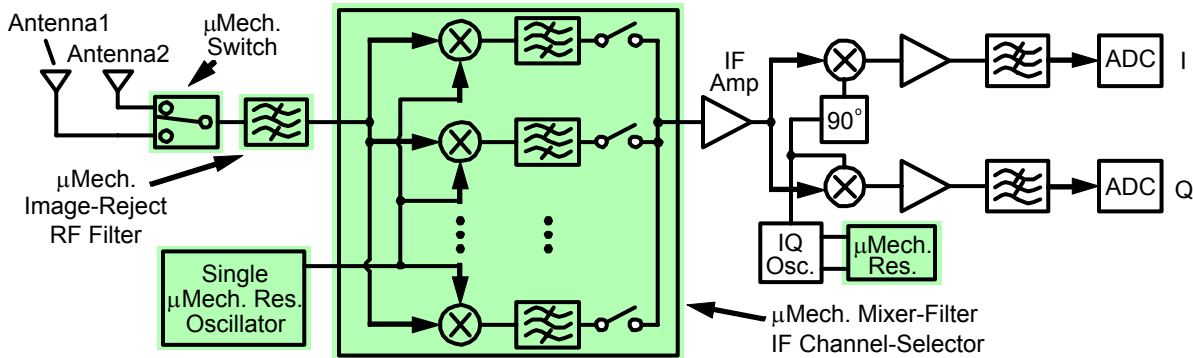 Antenna1
Antenna2
μMech.
Switch
μMech.
Image-Reject
RF Filter
Single
μMech. Res.
Oscillator
IF
Amp
90°
ADC
I
ADC
Q
IQ
Osc.
μMech.
Res.
μMech. Mixer-Filter
IF Channel-Selector